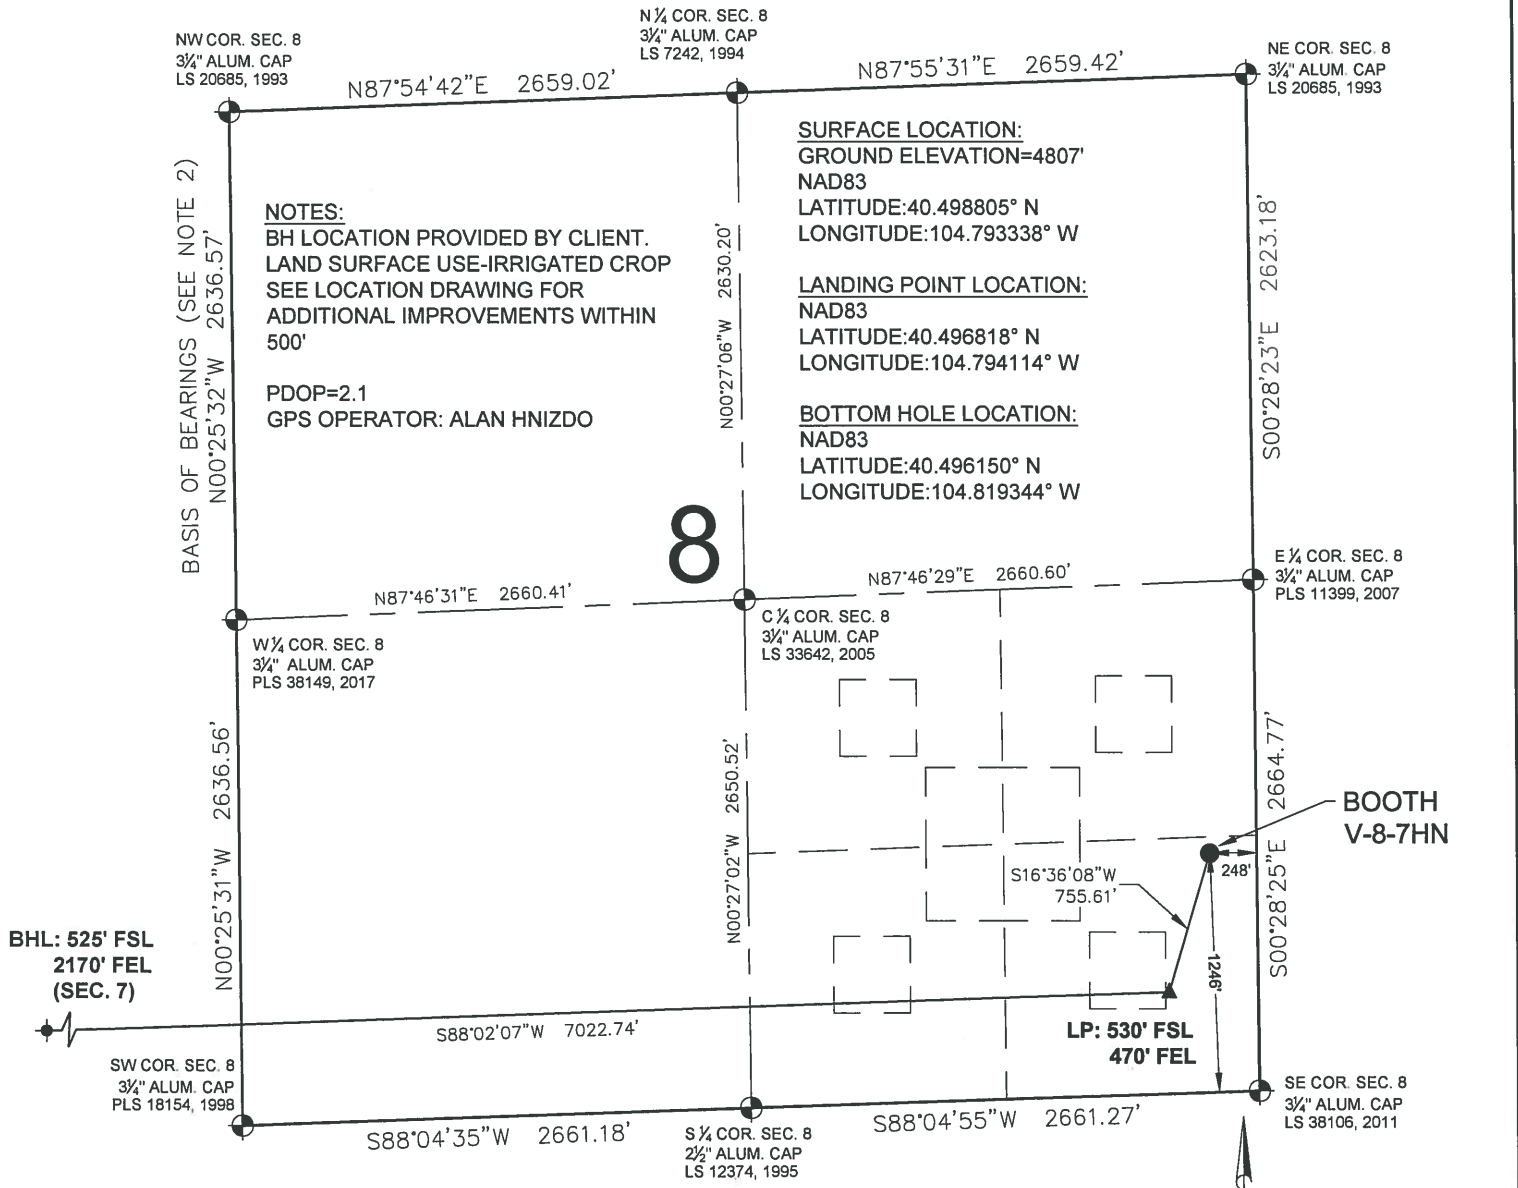 N ¼ COR. SEC. 8
3¼" ALUM. CAP
LS 7242, 1994
NW COR. SEC. 8
3¼" ALUM. CAP
LS 20685, 1993
NE COR. SEC. 8
3¼" ALUM. CAP
LS 20685, 1993
N87°54'42"E 2659.02'
N87°55'31"E 2659.42'
BASIS OF BEARINGS (SEE NOTE 2)
N00°25'32"W 2636.57'
NOTES:
BH LOCATION PROVIDED BY CLIENT.
LAND SURFACE USE-IRRIGATED CROP
SEE LOCATION DRAWING FOR
ADDITIONAL IMPROVEMENTS WITHIN
500'
PDOP=2.1
GPS OPERATOR: ALAN HNIZDO
N00°27'06"W 2630.20'
SURFACE LOCATION:
GROUND ELEVATION=4807'
NAD83
LATITUDE:40.498805° N
LONGITUDE:104.793338° W
LANDING POINT LOCATION:
NAD83
LATITUDE:40.496818° N
LONGITUDE:104.794114° W
BOTTOM HOLE LOCATION:
NAD83
LATITUDE:40.496150° N
LONGITUDE:104.819344° W
S00°28'23"E 2623.18'
8
N87°46'31"E 2660.41'
N87°46'29"E 2660.60'
E ¼ COR. SEC. 8
3¼" ALUM. CAP
PLS 11399, 2007
W ¼ COR. SEC. 8
3¼" ALUM. CAP
PLS 38149, 2017
C ¼ COR. SEC. 8
3¼" ALUM. CAP
LS 33642, 2005
N00°25'31"W 2636.56'
N00°27'02"W 2650.52'
S00°28'25"E 2664.77'
BOOTH
V-8-7HN
S16°36'08"W
755.61'
248'
1246'
BHL: 525' FSL
2170' FEL
(SEC. 7)
S88°02'07"W 7022.74'
LP: 530' FSL
470' FEL
SW COR. SEC. 8
3¼" ALUM. CAP
PLS 18154, 1998
SE COR. SEC. 8
3¼" ALUM. CAP
LS 38106, 2011
S88°04'35"W 2661.18'
S88°04'55"W 2661.27'
S ¼ COR. SEC. 8
2½" ALUM. CAP
LS 12374, 1995